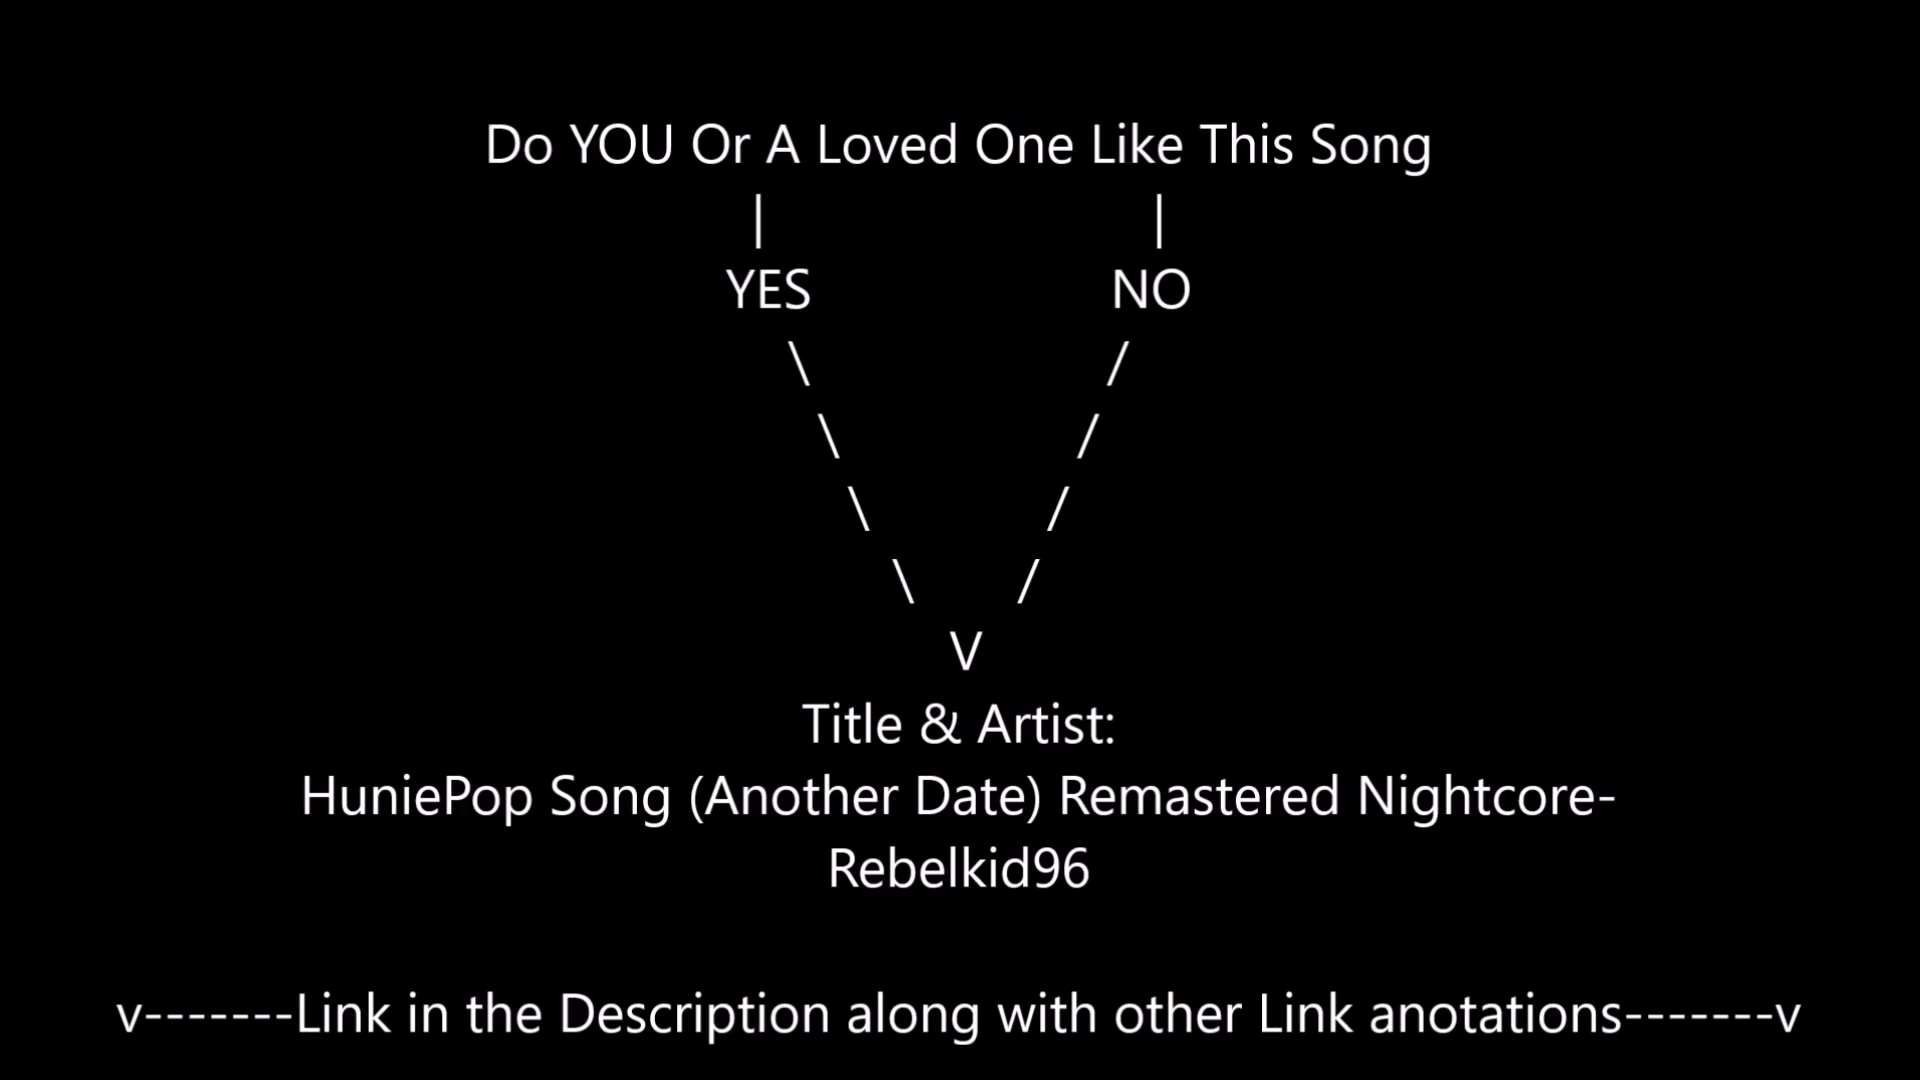 Do YOU Or A Loved One Like This Song
| |
YES NO
\ /
\ /
\ /
\ /
V
Title & Artist:
HuniePop Song (Another Date) Remastered Nightcore-
Rebelkid96
v-------Link in the Description along with other Link anotations-------v